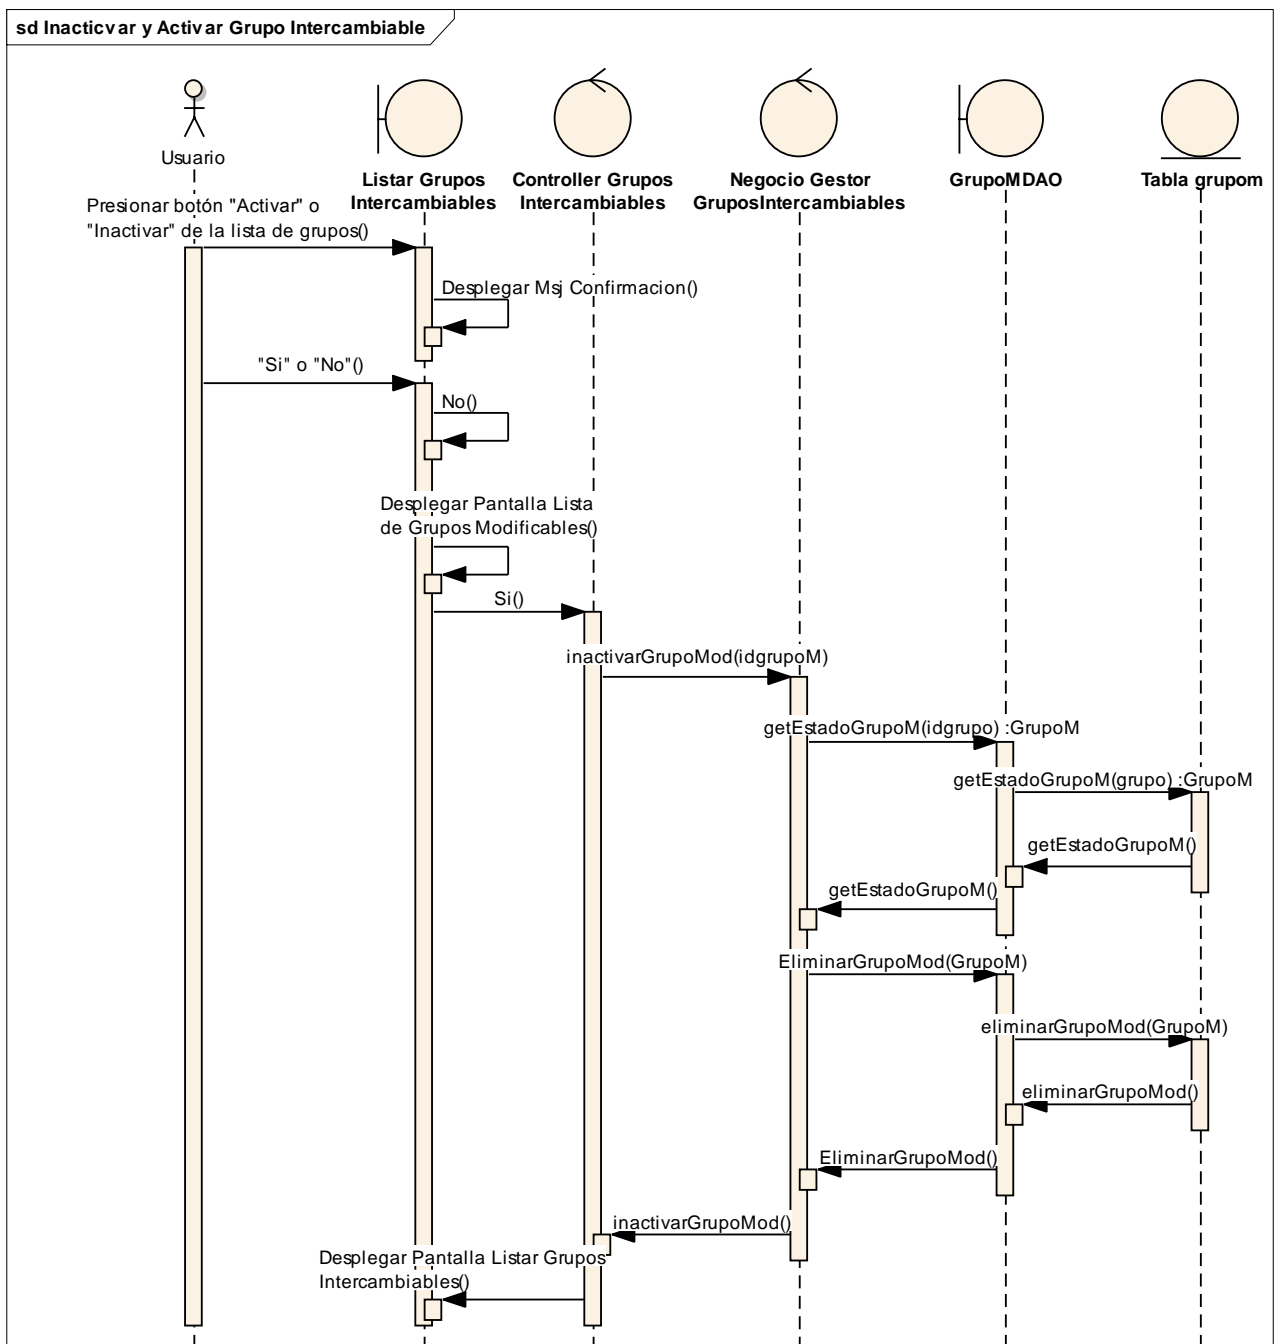 sd Inacticvar y Activar Grupo Intercambiable
Usuario
Listar Grupos
Intercambiables
Controller Grupos
Intercambiables
Negocio Gestor
GruposIntercambiables
GrupoMDAO
Tabla grupom
Presionar botón "Activar" o
"Inactivar" de la lista de grupos()
Desplegar Msj Confirmacion()
"Si" o "No"()
No()
Desplegar Pantalla Lista
de Grupos Modificables()
Si()
inactivarGrupoMod(idgrupoM)
getEstadoGrupoM(idgrupo) :GrupoM
getEstadoGrupoM(grupo) :GrupoM
getEstadoGrupoM()
getEstadoGrupoM()
EliminarGrupoMod(GrupoM)
eliminarGrupoMod(GrupoM)
eliminarGrupoMod()
EliminarGrupoMod()
inactivarGrupoMod()
Desplegar Pantalla Listar Grupos
Intercambiables()